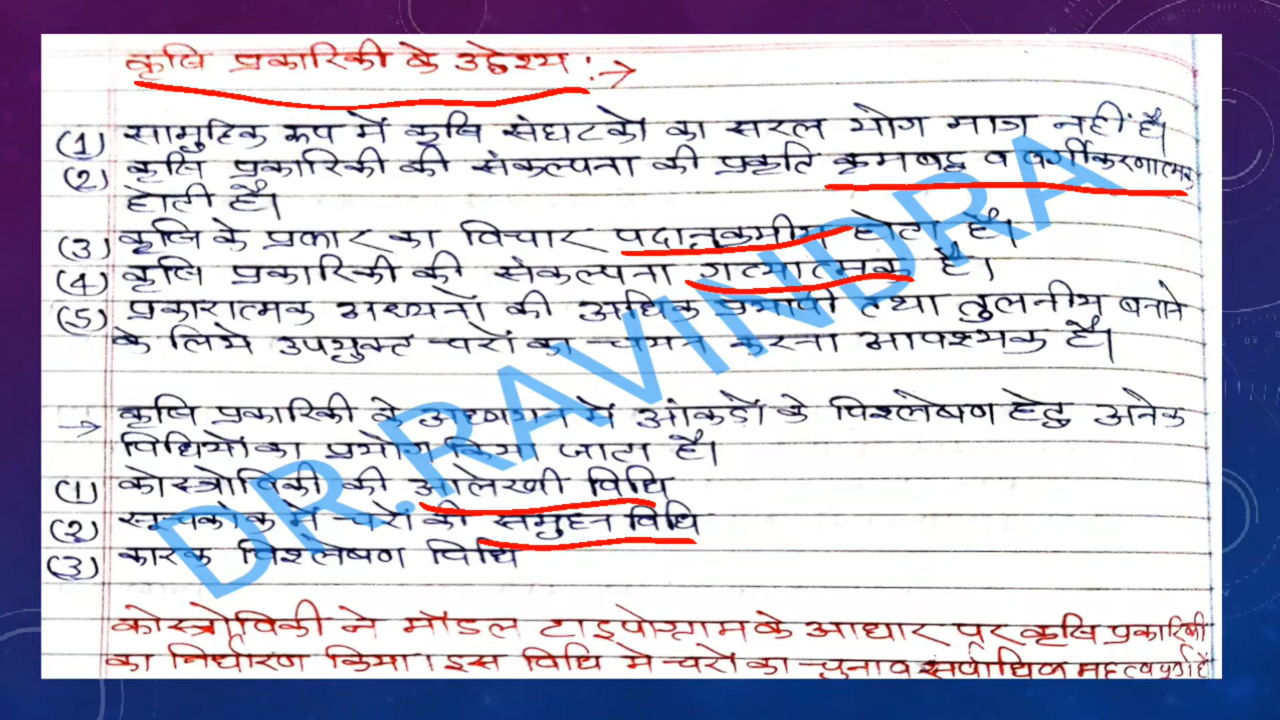 कृषि प्रकारिकी के उद्देश्य :→
(1) सामुहिक रूप में कृषि संघटकों का सरल योग मात्र नहीं है।
(2) कृषि प्रकारिकी की संकल्पना की प्रकृति क्रमबद्ध व वर्गीकरणात्मक
होती है।
(3) कृषि के प्रकार का विचार पदानुक्रमीय होता है।
(4) कृषि प्रकारिकी की संकल्पना गत्यात्मक है।
(5) प्रकारात्मक अध्यनों की अधिक प्रभावी तथा तुलनीय बनाने
के लिये उपयुक्त चरों का चयन करना आवश्यक है।
→ कृषि प्रकारिकी के अध्ययन में आंकड़ों के विश्लेषण हेतु अनेक
विधियों का प्रयोग किया जाता है।
(1) कोस्त्रोविकी की आलेखी विधि
(2) सूचकांक में चरों की समुहन विधि
(3) कारक विश्लेषण विधि
कोस्त्रोविकी ने मॉडल टाइपोग्राम के आधार पर कृषि प्रकारिकी
का निर्धारण किया। इस विधि मे चरों का चुनाव सर्वाधिक महत्वपूर्ण है
DR.RAVINDRA